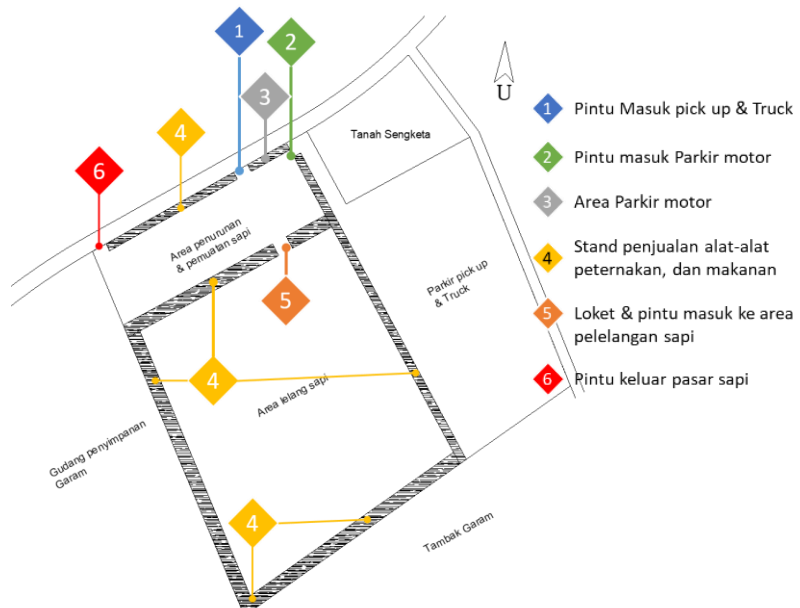 1
2
3
4
6
U
Tanah Sengketa
Area penurunan
& pemuatan sapi
5
Parkir pick up
& Truck
4
Area lelang sapi
Gudang penyimpanan
Garam
4
Tambak Garam
1 Pintu Masuk pick up & Truck
2 Pintu masuk Parkir motor
3 Area Parkir motor
4 Stand penjualan alat-alat
peternakan, dan makanan
5 Loket & pintu masuk ke area
pelelangan sapi
6 Pintu keluar pasar sapi